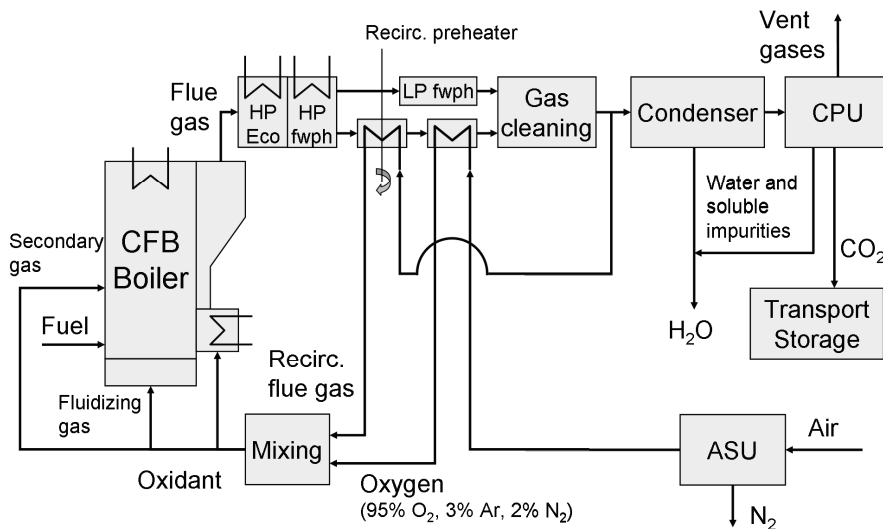 Recirc. preheater
Vent
gases
Flue
gas
HP
Eco
HP
fwph
LP fwph
Gas
cleaning
Condenser
CPU
Water and
soluble
impurities
CO₂
Secondary
gas
CFB
Boiler
Fuel
Fluidizing
gas
Recirc.
flue gas
H₂O
Transport
Storage
Mixing
Oxidant
Oxygen
(95% O₂, 3% Ar, 2% N₂)
ASU
Air
N₂